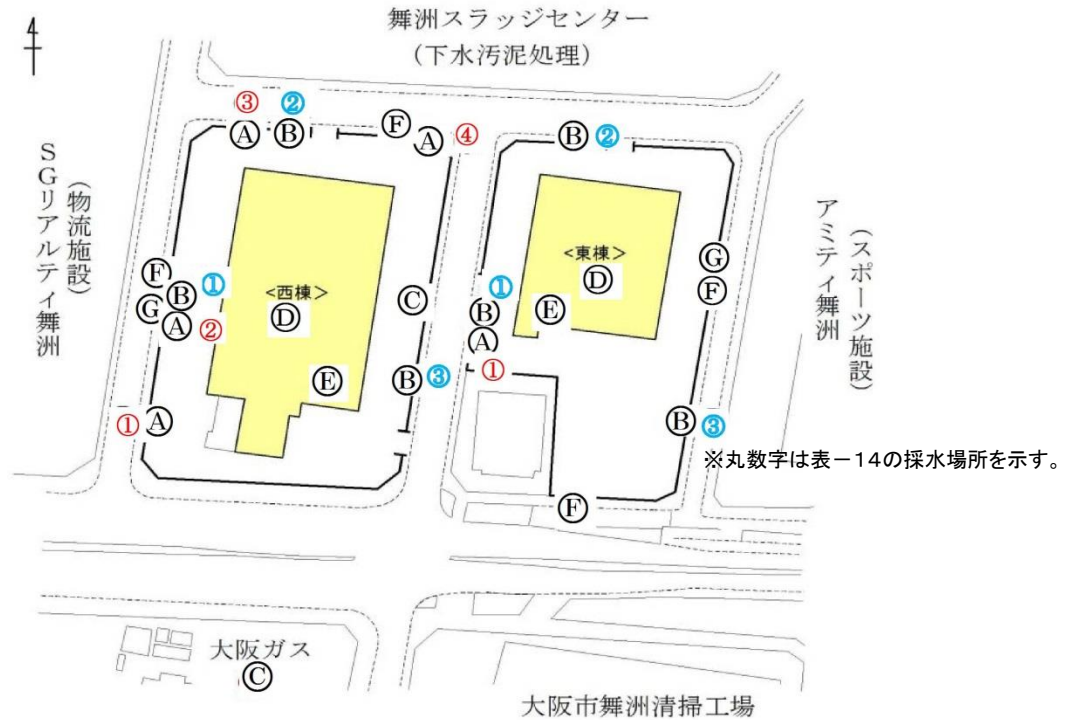 4
舞洲スラッジセンター
(下水汚泥処理)
③ ②
Ⓐ Ⓑ Ⓕ Ⓐ ④
Ⓑ ②
SGリアルティ舞洲
(物流施設)
Ⓕ Ⓑ ①
Ⓖ Ⓐ ②
<西棟>
Ⓓ
Ⓔ
Ⓒ
Ⓑ ③
① Ⓐ
①
Ⓑ
Ⓐ
①
<東棟>
Ⓓ
Ⓔ
Ⓖ
Ⓕ
Ⓑ ③
Ⓕ
アミティ舞洲
(スポーツ施設)
※丸数字は表-14の採水場所を示す。
大阪ガス
Ⓒ
大阪市舞洲清掃工場